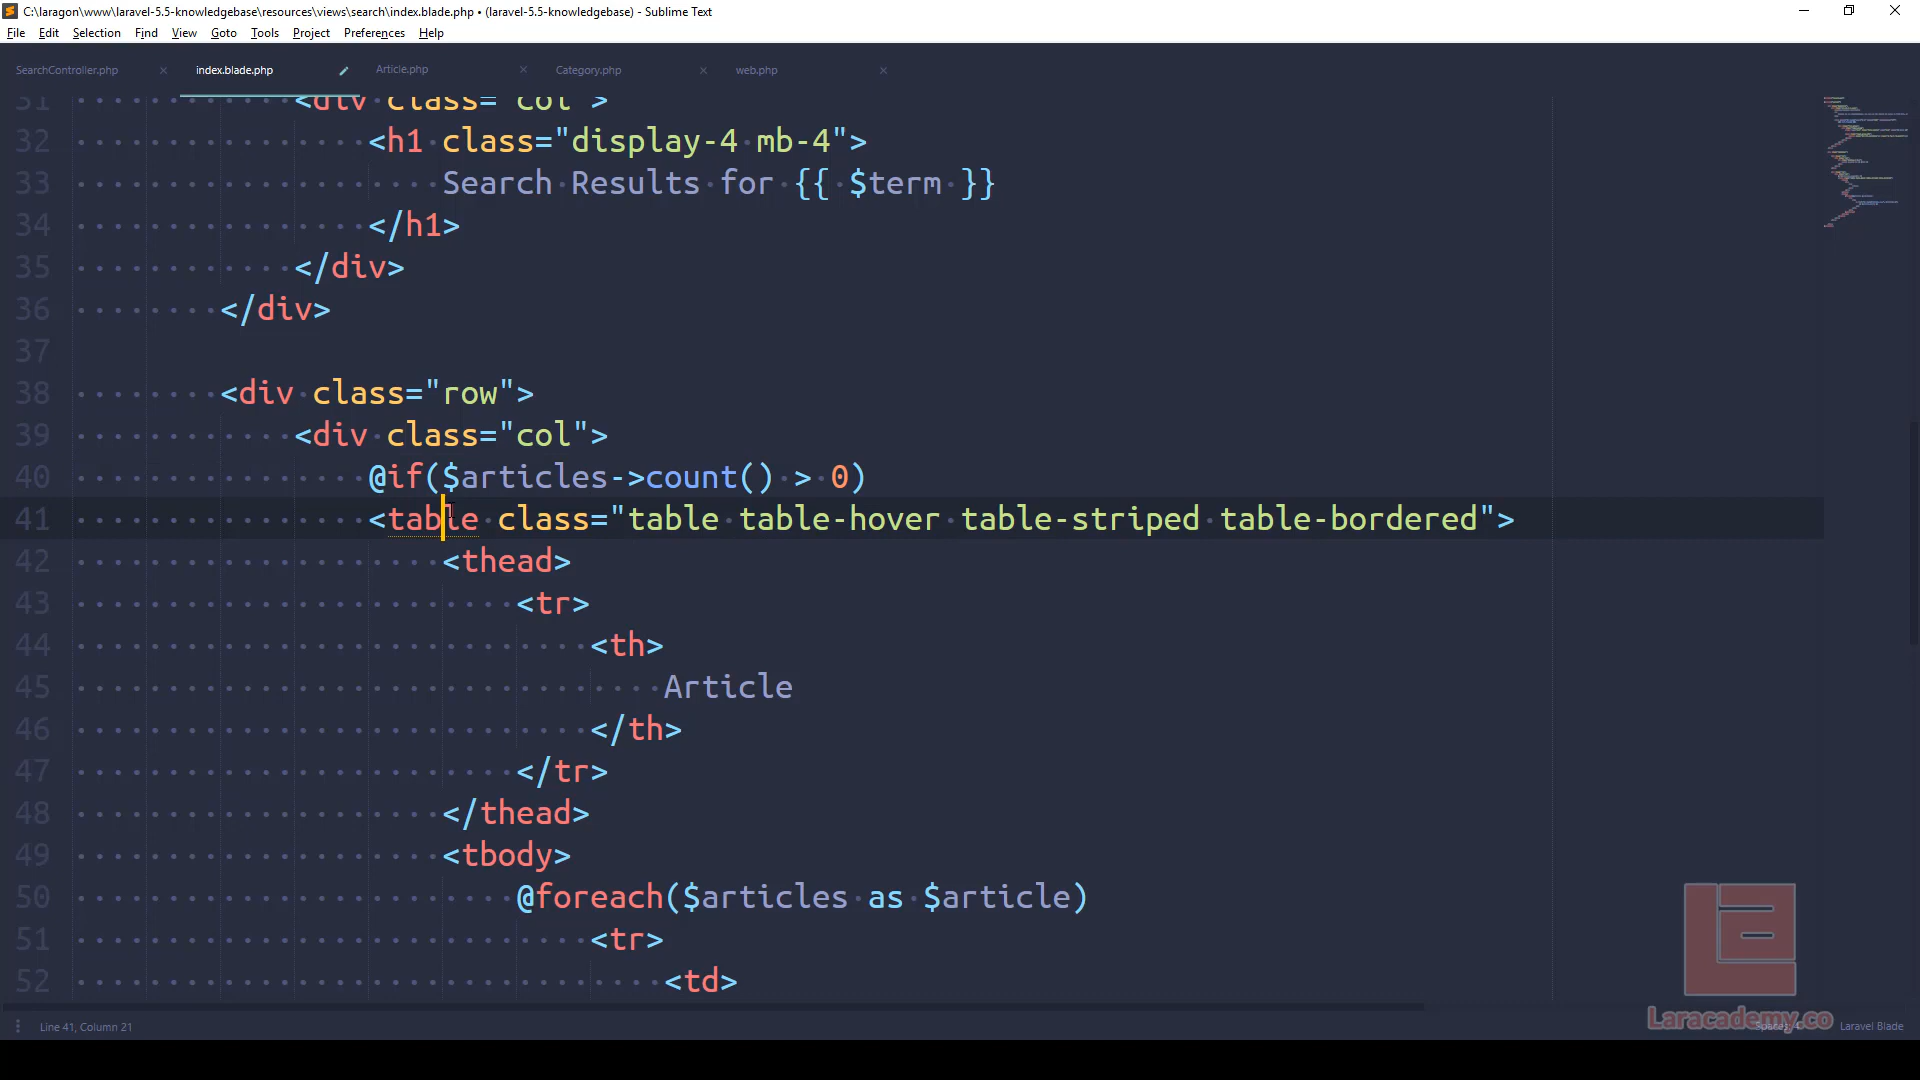 C:\laragon\www\laravel-5.5-knowledgebase\resources\views\search\index.blade.php • (laravel-5.5-knowledgebase) - Sublime Text
File Edit Selection Find View Goto Tools Project Preferences Help
SearchController.php index.blade.php Article.php Category.php web.php
31 <div class="col">
32 <h1 class="display-4 mb-4">
33 Search Results for {{ $term }}
34 </h1>
35 </div>
36 </div>
37
38 <div class="row">
39 <div class="col">
40 @if($articles->count() > 0)
41 <table class="table table-hover table-striped table-bordered">
42 <thead>
43 <tr>
44 <th>
45 Article
46 </th>
47 </tr>
48 </thead>
49 <tbody>
50 @foreach($articles as $article)
51 <tr>
52 <td>
Line 41, Column 21 Spaces: 4 Laravel Blade
Laracademy.co